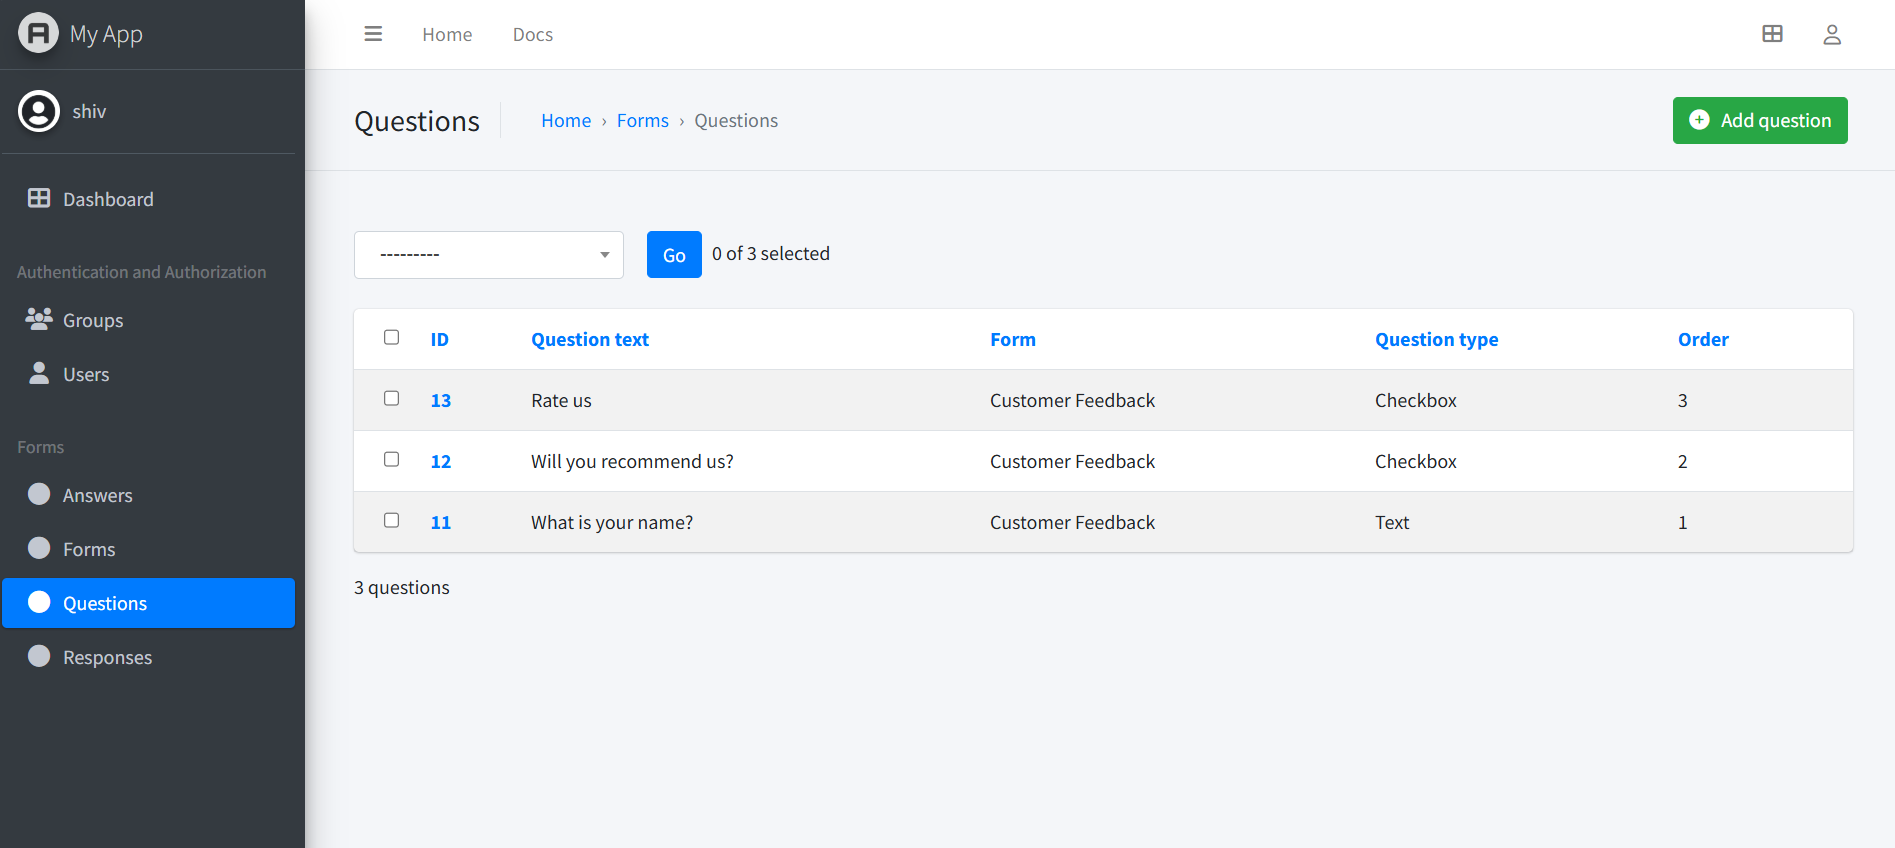 My App
shiv
Dashboard
Authentication and Authorization
Groups
Users
Forms
Answers
Forms
Questions
Responses
Home Docs
Questions Home › Forms › Questions Add question
--------- Go 0 of 3 selected
ID Question text Form Question type Order
13 Rate us Customer Feedback Checkbox 3
12 Will you recommend us? Customer Feedback Checkbox 2
11 What is your name? Customer Feedback Text 1
3 questions